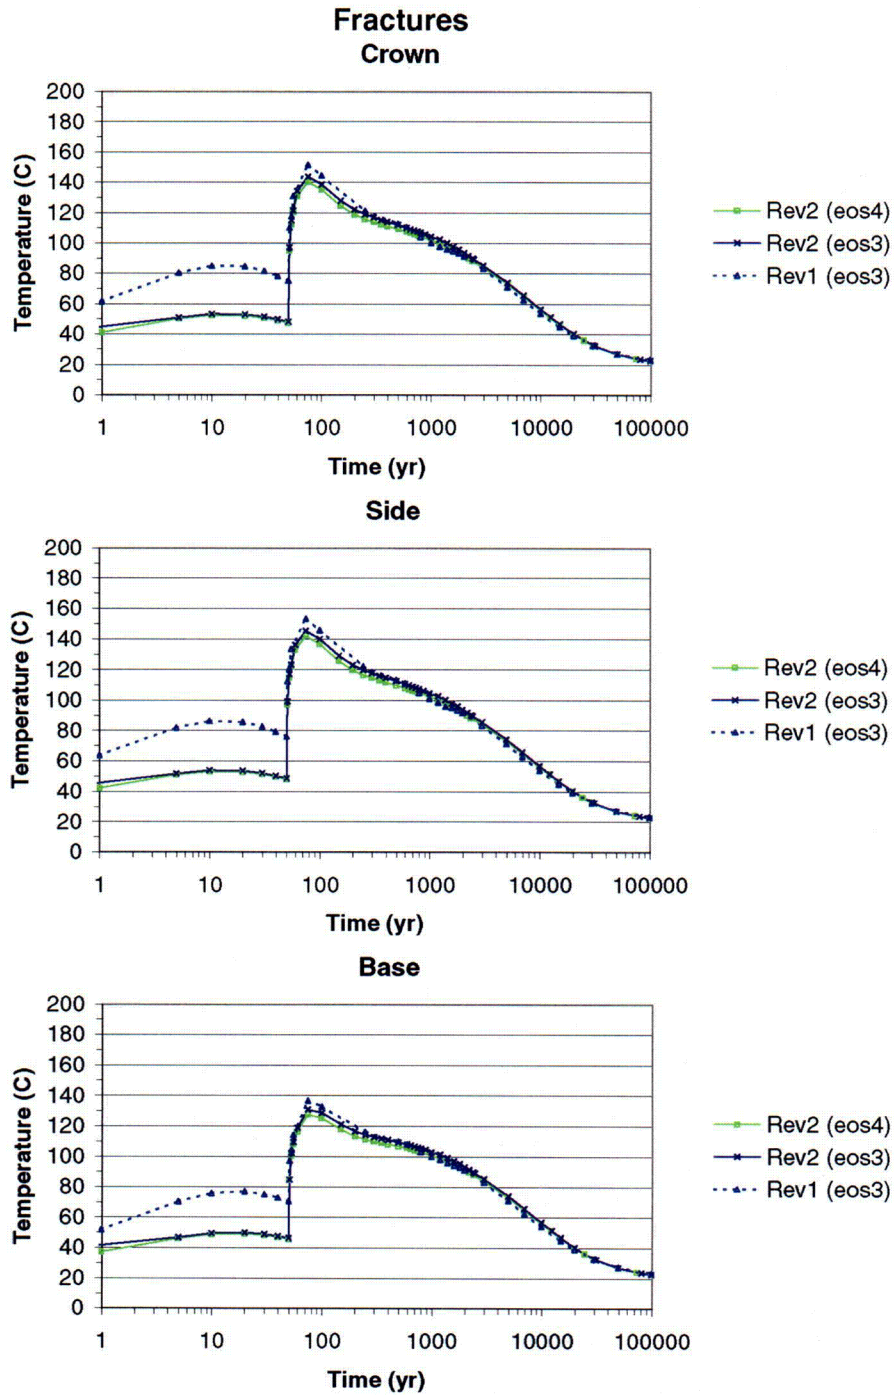 Fractures
Crown
200
180
160
140
120
100
80
60
40
20
0
Temperature (C)
1 10 100 1000 10000 100000
Time (yr)
Rev2 (eos4)
Rev2 (eos3)
Rev1 (eos3)
Side
200
180
160
140
120
100
80
60
40
20
0
Temperature (C)
1 10 100 1000 10000 100000
Time (yr)
Rev2 (eos4)
Rev2 (eos3)
Rev1 (eos3)
Base
200
180
160
140
120
100
80
60
40
20
0
Temperature (C)
1 10 100 1000 10000 100000
Time (yr)
Rev2 (eos4)
Rev2 (eos3)
Rev1 (eos3)